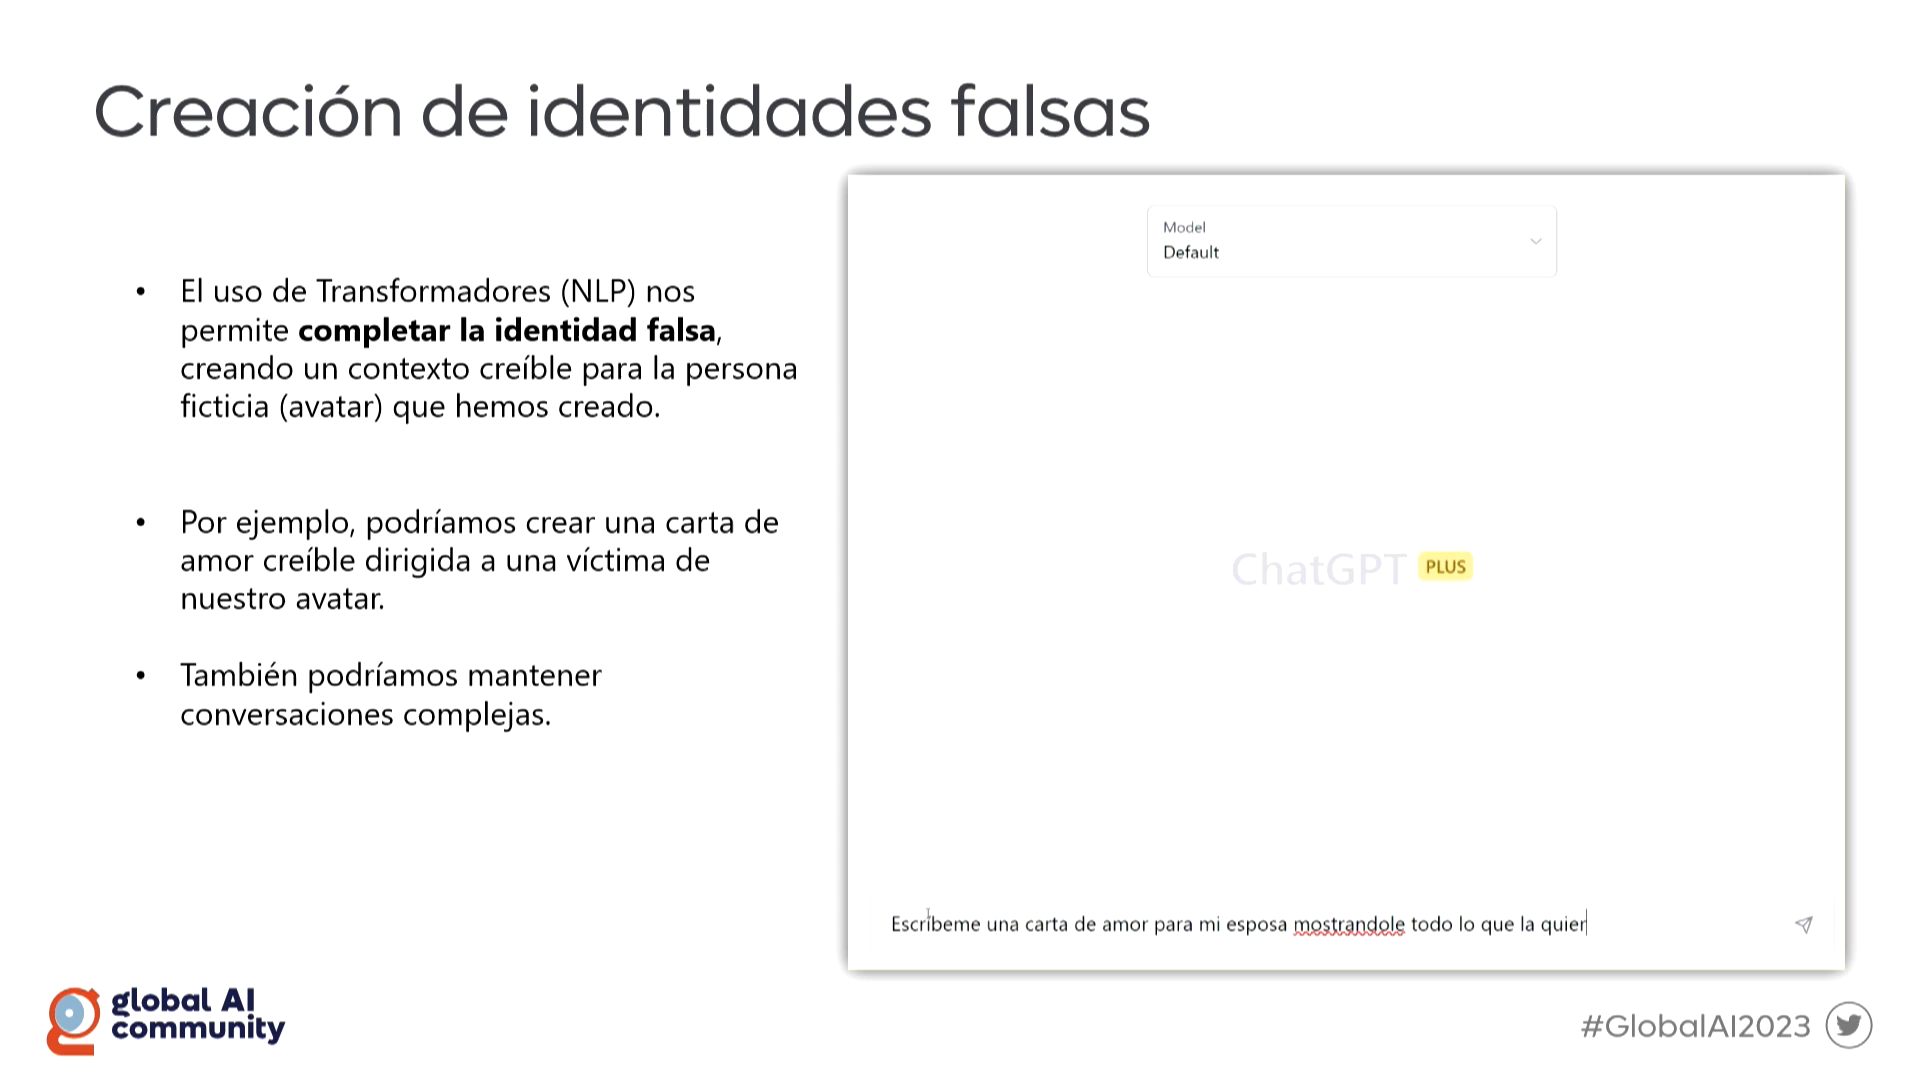 Creación de identidades falsas
• El uso de Transformadores (NLP) nos
permite completar la identidad falsa,
creando un contexto creíble para la persona
ficticia (avatar) que hemos creado.
• Por ejemplo, podríamos crear una carta de
amor creíble dirigida a una víctima de
nuestro avatar.
• También podríamos mantener
conversaciones complejas.
Model
Default
ChatGPT PLUS
Escríbeme una carta de amor para mi esposa mostrandole todo lo que la quier
global AI
community
#GlobalAI2023